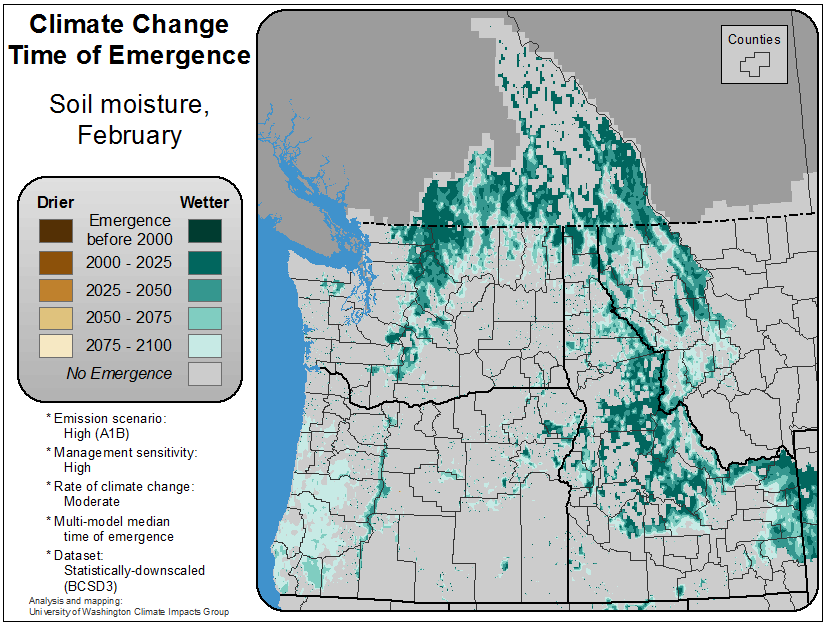 Climate Change
Time of Emergence
Soil moisture,
February
Drier
Wetter
Emergence
before 2000
2000 - 2025
2025 - 2050
2050 - 2075
2075 - 2100
No Emergence
* Emission scenario:
High (A1B)
* Management sensitivity:
High
* Rate of climate change:
Moderate
* Multi-model median
time of emergence
* Dataset:
Statistically-downscaled
(BCSD3)
Analysis and mapping:
University of Washington Climate Impacts Group
Counties